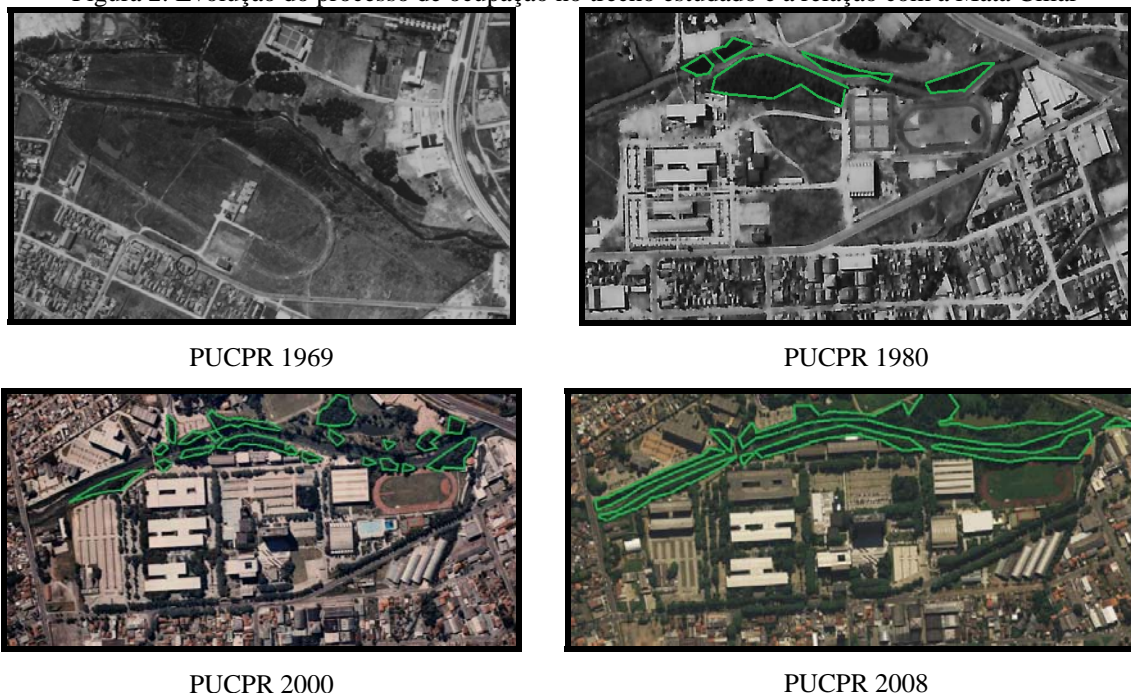 Figura 2: Evolução do processo de ocupação no trecho estudado e a relação com a Mata Ciliar
PUCPR 1969
PUCPR 1980
PUCPR 2000
PUCPR 2008